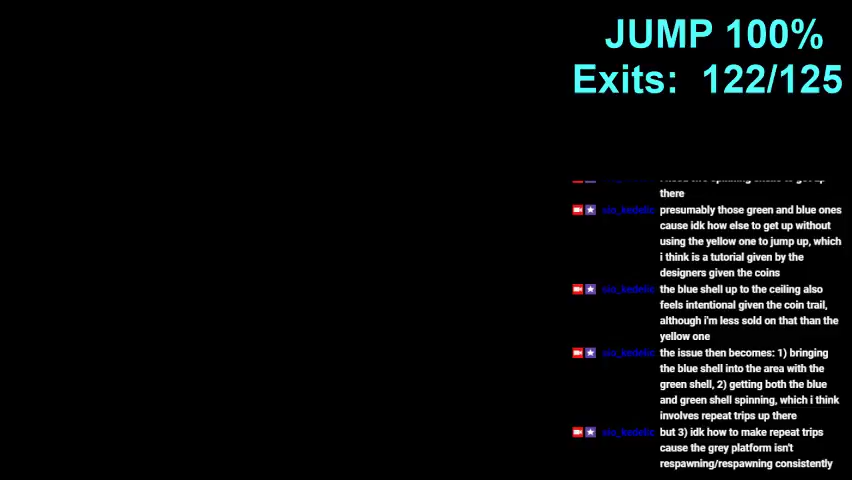 JUMP 100%
Exits: 122/125
there
presumably those green and blue ones
cause idk how else to get up without
using the yellow one to jump up, which
i think is a tutorial given by the
designers given the coins
the blue shell up to the ceiling also
feels intentional given the coin trail,
although i'm less sold on that than the
yellow one
the issue then becomes: 1) bringing
the blue shell into the area with the
green shell, 2) getting both the blue
and green shell spinning, which i think
involves repeat trips up there
but 3) idk how to make repeat trips
cause the grey platform isn't
respawning/respawning consistently